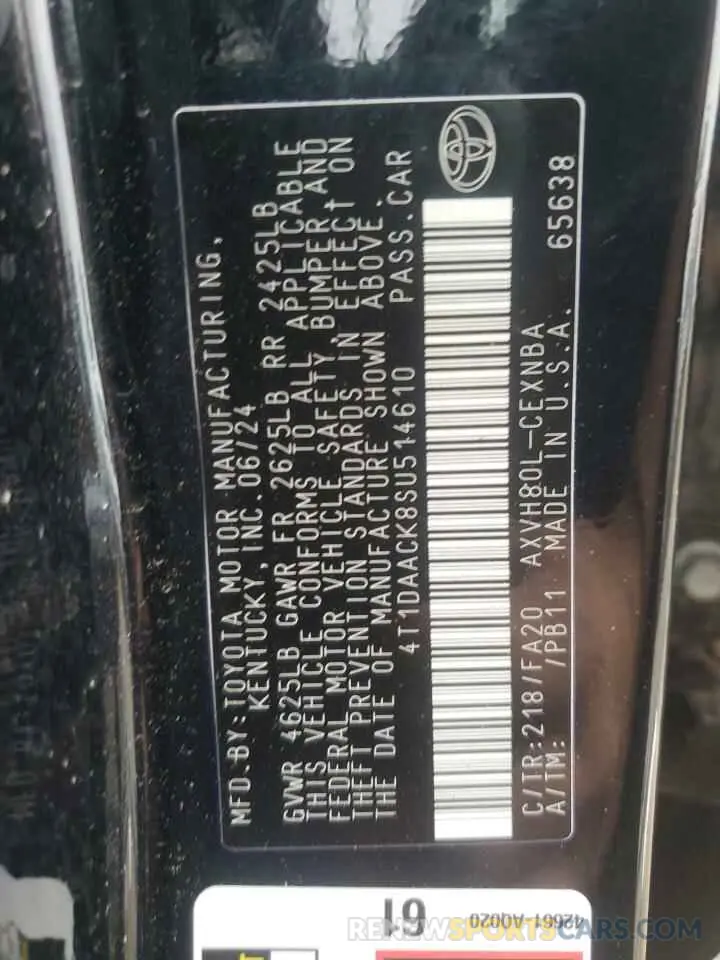 MFD.BY:TOYOTA MOTOR MANUFACTURING,
KENTUCKY, INC.06/24
GVWR 4625LB GAWR FR 2625LB RR 2425LB
THIS VEHICLE CONFORMS TO ALL APPLICABLE
FEDERAL MOTOR VEHICLE SAFETY, BUMPER AND
THEFT PREVENTION STANDARDS IN EFFECT ON
THE DATE OF MANUFACTURE SHOWN ABOVE.
4T1DAACK8SU514610 PASS.CAR
C/TR:218/FA20 AXVH80L-CEXNBA
A/TM: /PB11 MADE IN U.S.A. 65638
61
42661-A0020
RENEWSPORTSCARS.COM